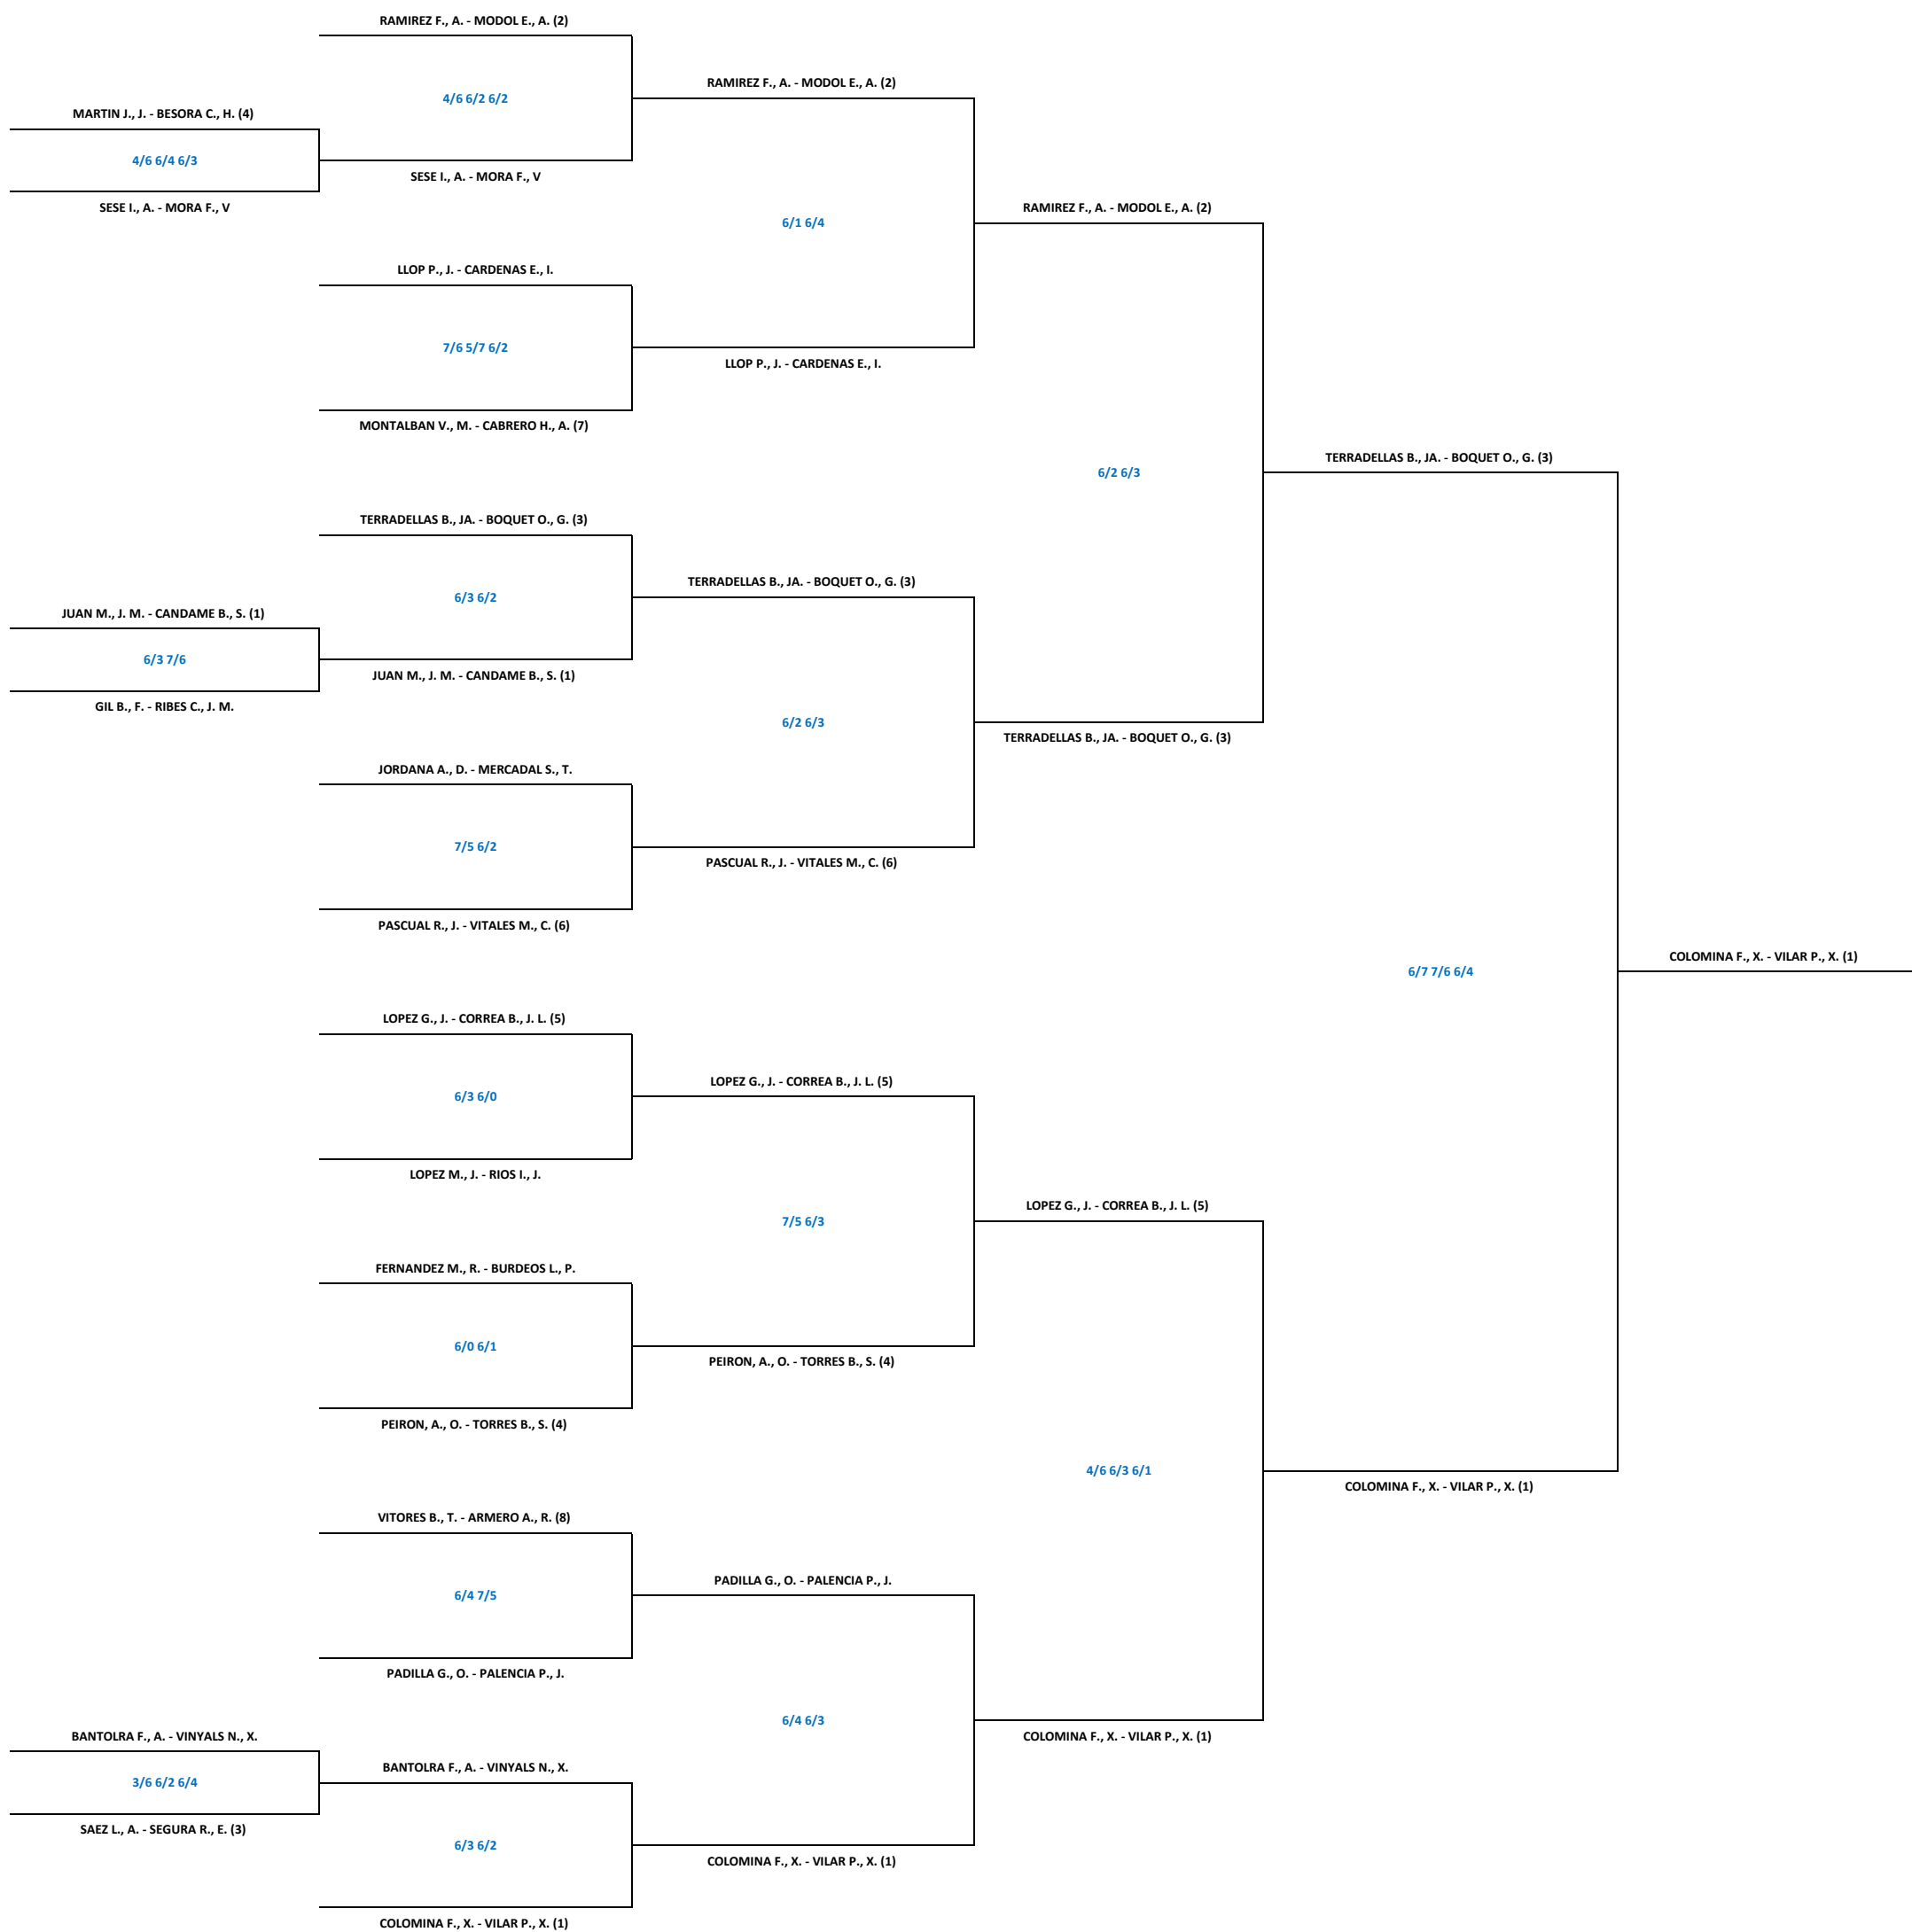 RAMIREZ F., A. - MODOL E., A. (2)
RAMIREZ F., A. - MODOL E., A. (2)
4/6 6/2 6/2
MARTIN J., J. - BESORA C., H. (4)
4/6 6/4 6/3
SESE I., A. - MORA F., V
SESE I., A. - MORA F., V
RAMIREZ F., A. - MODOL E., A. (2)
6/1 6/4
LLOP P., J. - CARDENAS E., I.
7/6 5/7 6/2
LLOP P., J. - CARDENAS E., I.
MONTALBAN V., M. - CABRERO H., A. (7)
TERRADELLAS B., JA. - BOQUET O., G. (3)
6/2 6/3
TERRADELLAS B., JA. - BOQUET O., G. (3)
TERRADELLAS B., JA. - BOQUET O., G. (3)
6/3 6/2
JUAN M., J. M. - CANDAME B., S. (1)
6/3 7/6
JUAN M., J. M. - CANDAME B., S. (1)
GIL B., F. - RIBES C., J. M.
6/2 6/3
TERRADELLAS B., JA. - BOQUET O., G. (3)
JORDANA A., D. - MERCADAL S., T.
7/5 6/2
PASCUAL R., J. - VITALES M., C. (6)
PASCUAL R., J. - VITALES M., C. (6)
COLOMINA F., X. - VILAR P., X. (1)
6/7 7/6 6/4
LOPEZ G., J. - CORREA B., J. L. (5)
LOPEZ G., J. - CORREA B., J. L. (5)
6/3 6/0
LOPEZ M., J. - RIOS I., J.
LOPEZ G., J. - CORREA B., J. L. (5)
7/5 6/3
FERNANDEZ M., R. - BURDEOS L., P.
6/0 6/1
PEIRON, A., O. - TORRES B., S. (4)
PEIRON, A., O. - TORRES B., S. (4)
4/6 6/3 6/1
COLOMINA F., X. - VILAR P., X. (1)
VITORES B., T. - ARMERO A., R. (8)
PADILLA G., O. - PALENCIA P., J.
6/4 7/5
PADILLA G., O. - PALENCIA P., J.
6/4 6/3
COLOMINA F., X. - VILAR P., X. (1)
BANTOLRA F., A. - VINYALS N., X.
BANTOLRA F., A. - VINYALS N., X.
3/6 6/2 6/4
SAEZ L., A. - SEGURA R., E. (3)
6/3 6/2
COLOMINA F., X. - VILAR P., X. (1)
COLOMINA F., X. - VILAR P., X. (1)